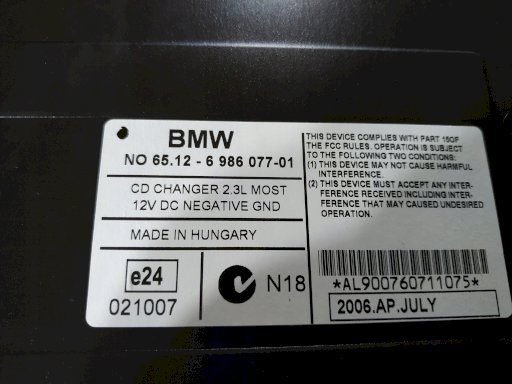 BMW
NO 65.12 - 6 986 077-01
CD CHANGER 2.3L MOST
12V DC NEGATIVE GND
MADE IN HUNGARY
e24
021007
N18
THIS DEVICE COMPLIES WITH PART 15OF
THE FCC RULES. OPERATION IS SUBJECT
TO THE FOLLOWING TWO CONDITIONS:
(1) THIS DEVICE MAY NOT CAUSE HARMFUL
INTERFERENCE.
(2) THIS DEVICE MUST ACCEPT ANY INTER-
FERENCE RECEIVED INCLUDING INTER-
FERENCE THAT MAY CAUSED UNDESIRED
OPERATION.
*AL900760711075*
2006.AP.JULY